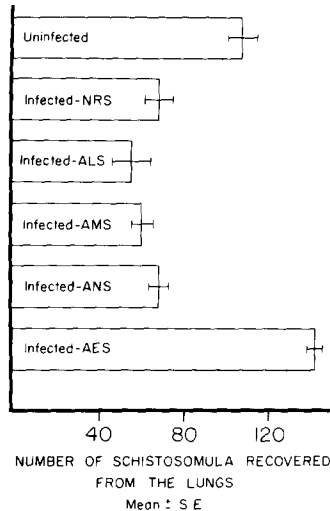 Uninfected
Infected-NRS
Infected-ALS
Infected-AMS
Infected-ANS
Infected-AES
40 80 120
NUMBER OF SCHISTOSOMULA RECOVERED
FROM THE LUNGS
Mean ± S E